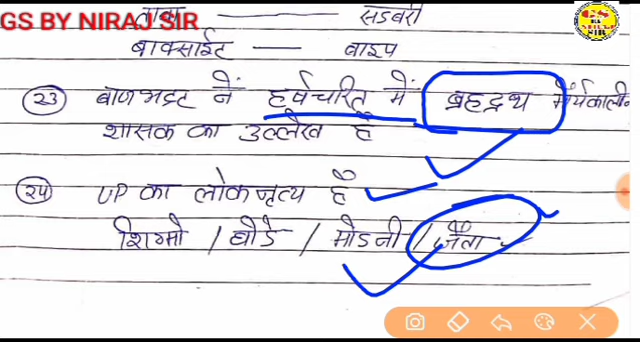 GS BY NIRAJ SIR
ताँबा — सडबरी
बाक्साईट — वाइपा
(23) बाणभट्ट नें हर्षचरित में ब्रहद्रथ मौर्यकालीन
शासक का उल्लेख है
(24) UP का लोकनृत्य है
शिग्मो / घोडे / मोडनी / जैता